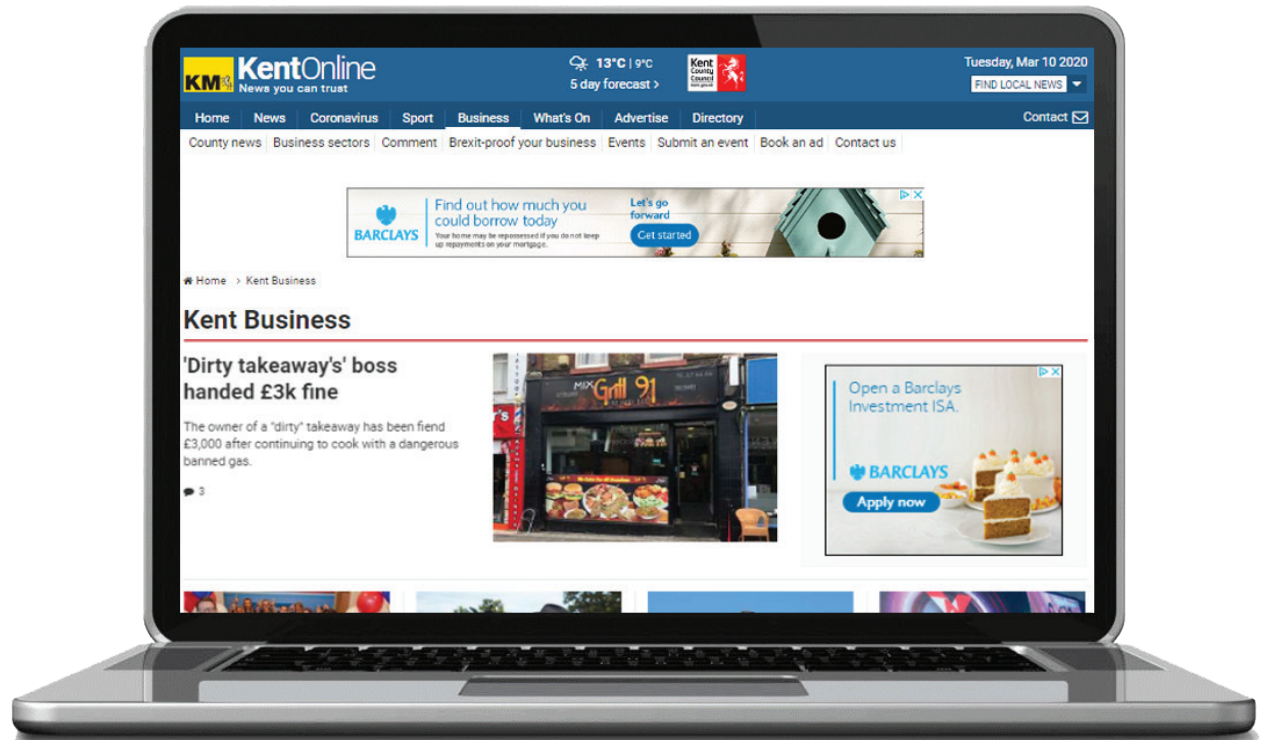 KM
KentOnline
News you can trust
13°C | 9°C
5 day forecast >
Kent
County
Council
Tuesday, Mar 10 2020
FIND LOCAL NEWS
Home News Coronavirus Sport Business What's On Advertise Directory Contact
County news Business sectors Comment Brexit-proof your business Events Submit an event Book an ad Contact us
BARCLAYS
Find out how much you
could borrow today
Your home may be repossessed if you do not keep
up repayments on your mortgage.
Let's go
forward
Get started
Home > Kent Business
Kent Business
'Dirty takeaway's' boss
handed £3k fine
The owner of a "dirty" takeaway has been fiend
£3,000 after continuing to cook with a dangerous
banned gas.
3
MIX Grill 91
Open a Barclays
Investment ISA.
BARCLAYS
Apply now